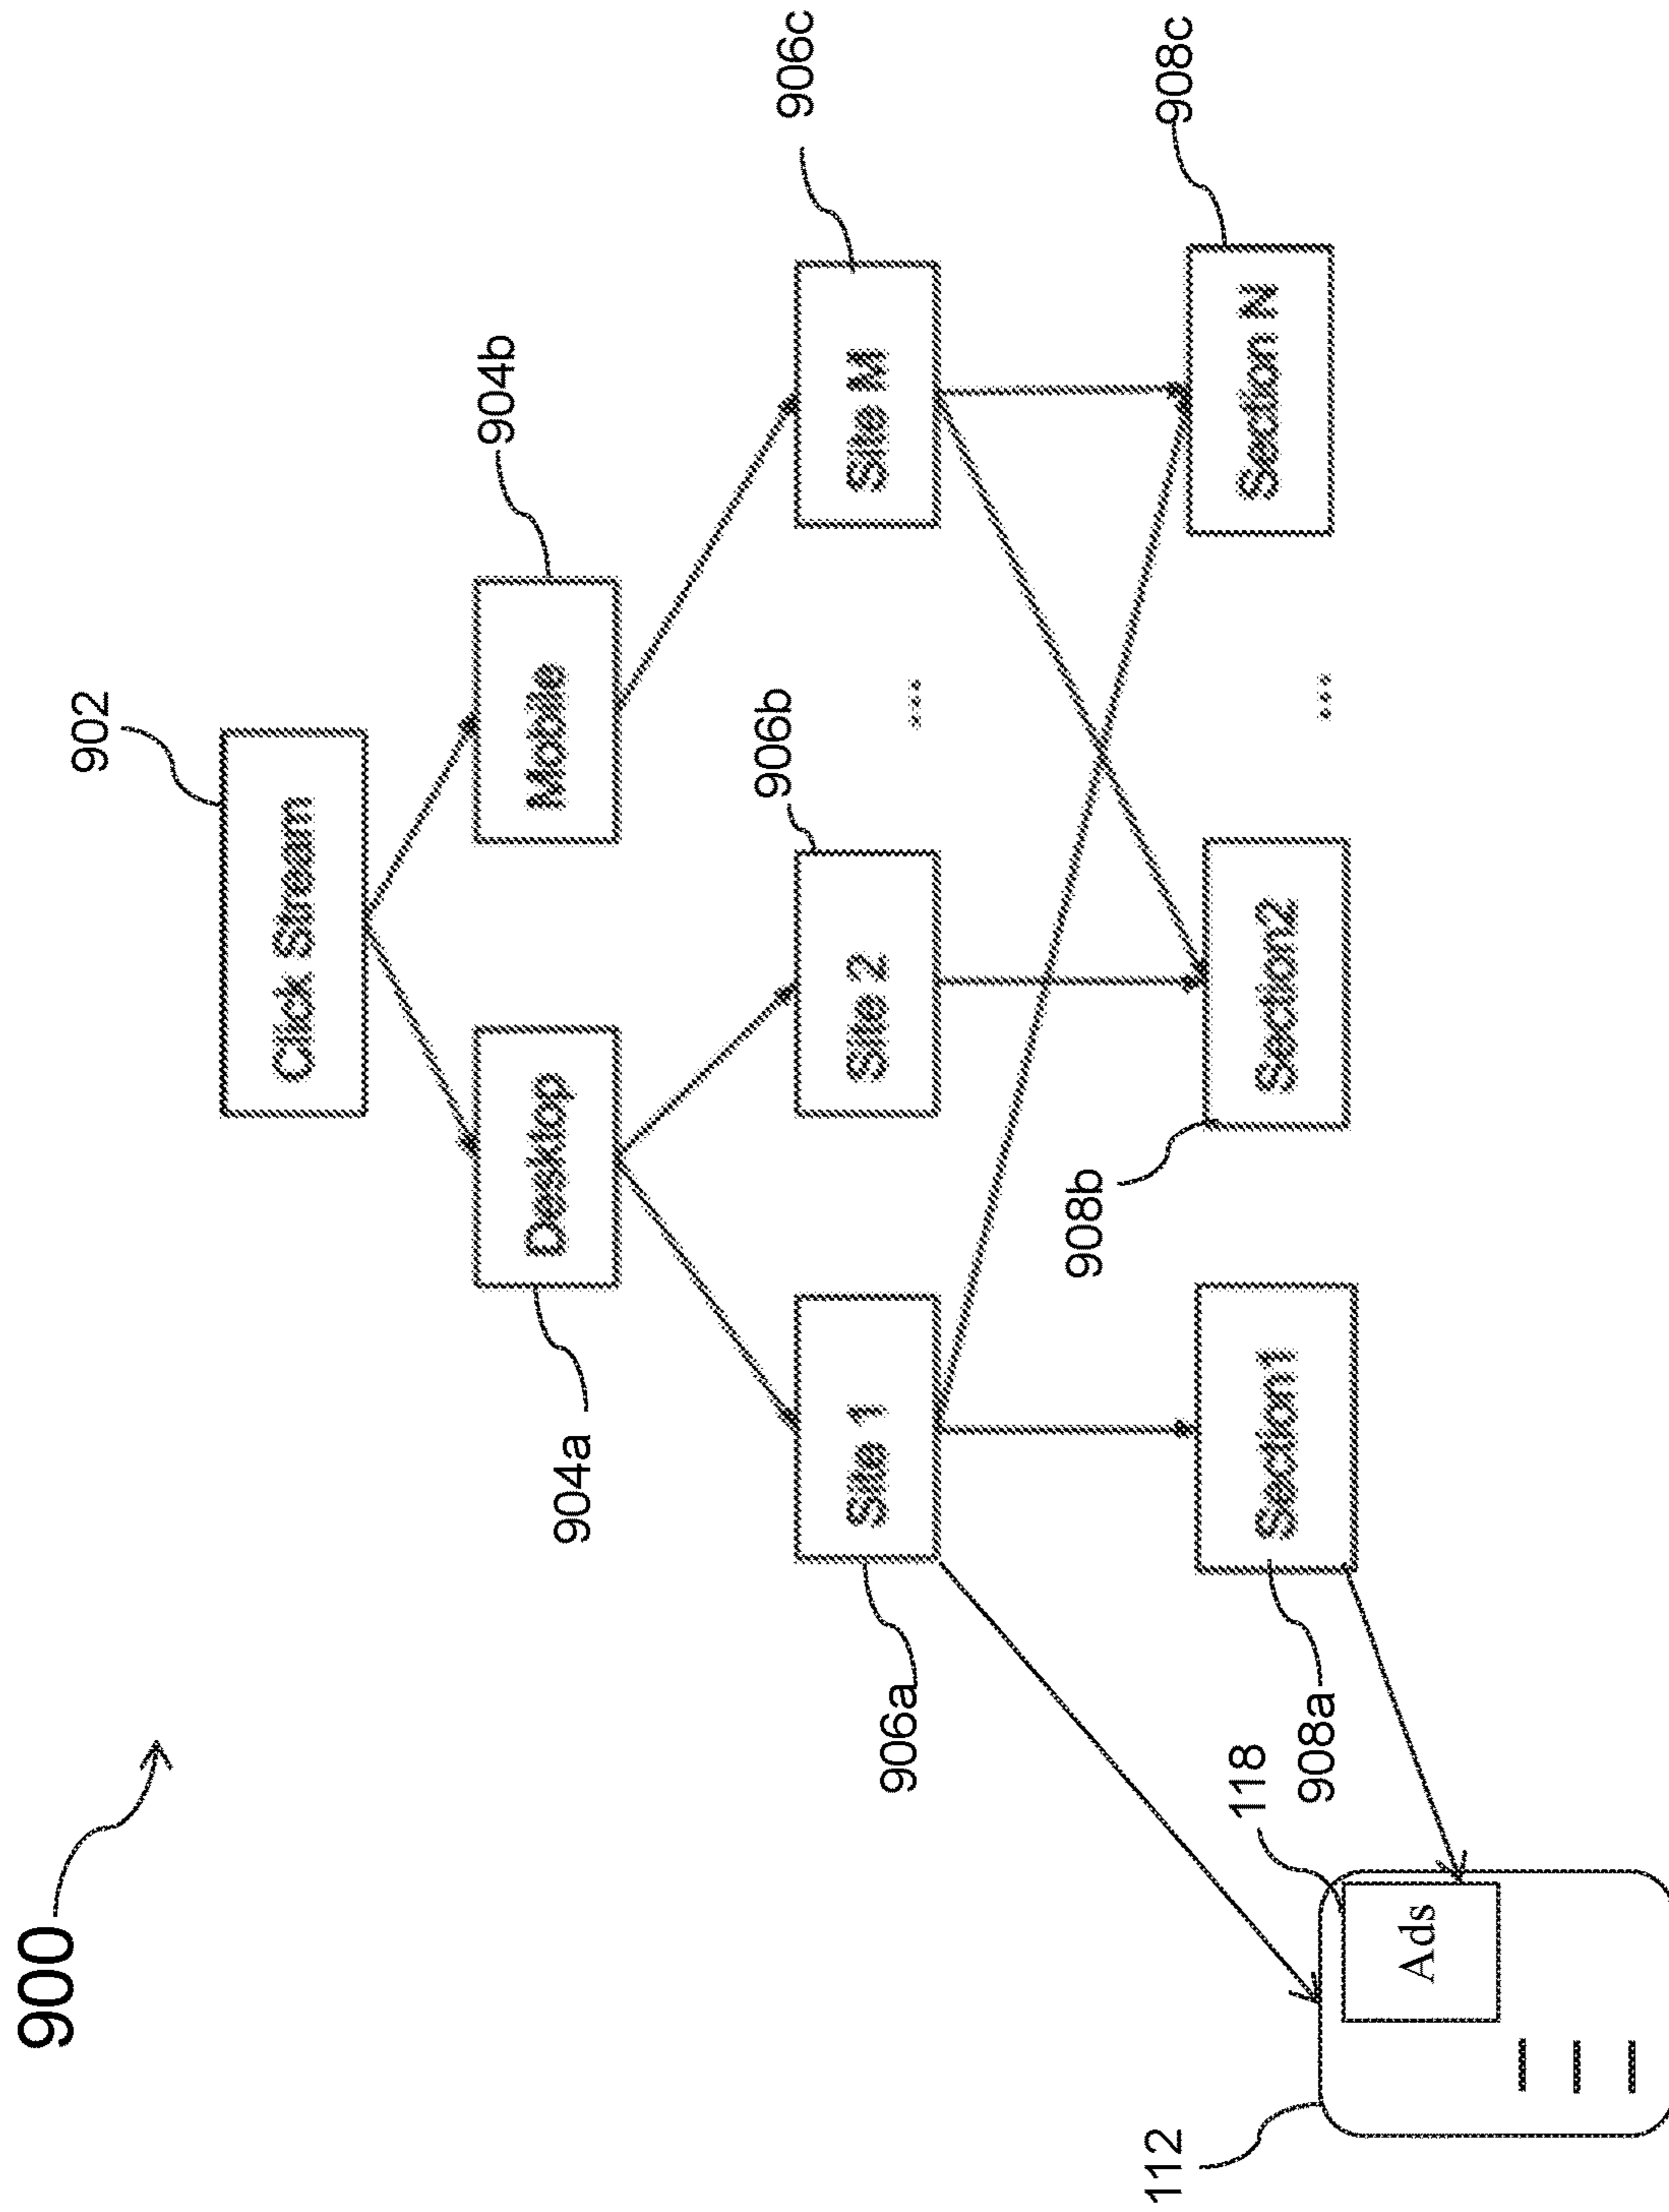 900
902
Click Stream
904a
Desktop
Mobile
904b
906a
Site 1
Site 2
906b
...
Site M
906c
908a
Section1
908b
Section2
...
Section N
908c
112
118
Ads